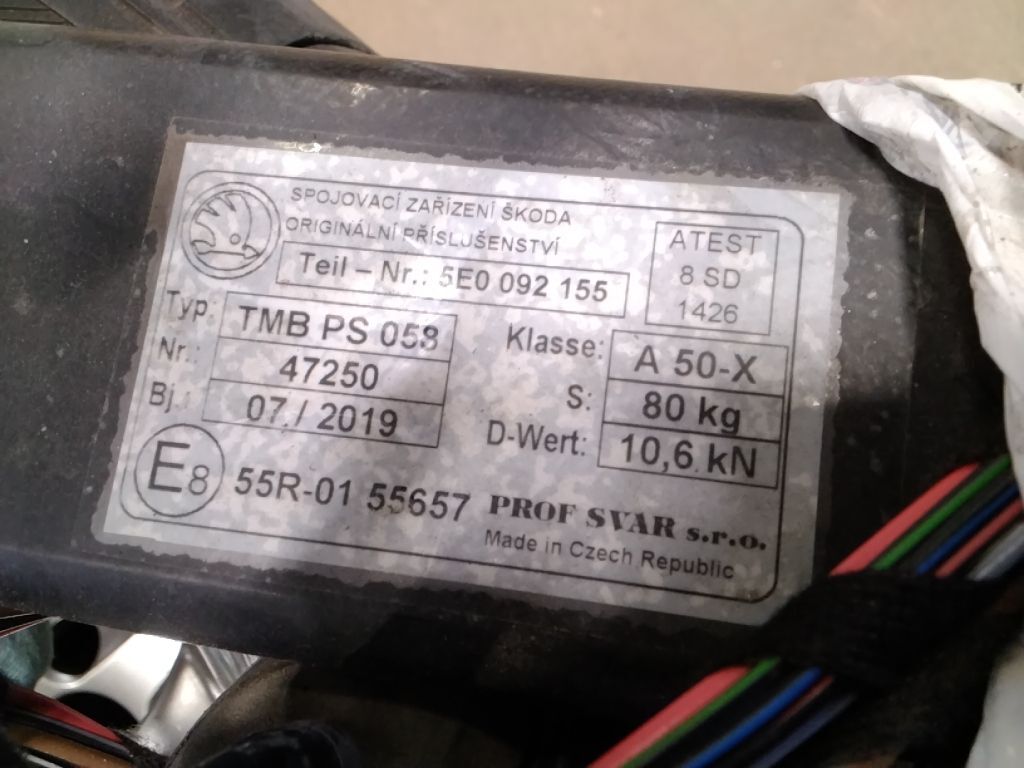 SPOJOVACÍ ZAŘÍZENÍ ŠKODA
ORIGINÁLNÍ PŘÍSLUŠENSTVÍ
Teil – Nr.: 5E0 092 155
ATEST
8 SD
1426
Typ: TMB PS 058
Nr.: 47250
Bj.: 07 / 2019
Klasse: A 50-X
S: 80 kg
D-Wert: 10,6 kN
E8 55R-01 55657
PROF SVAR s.r.o.
Made in Czech Republic